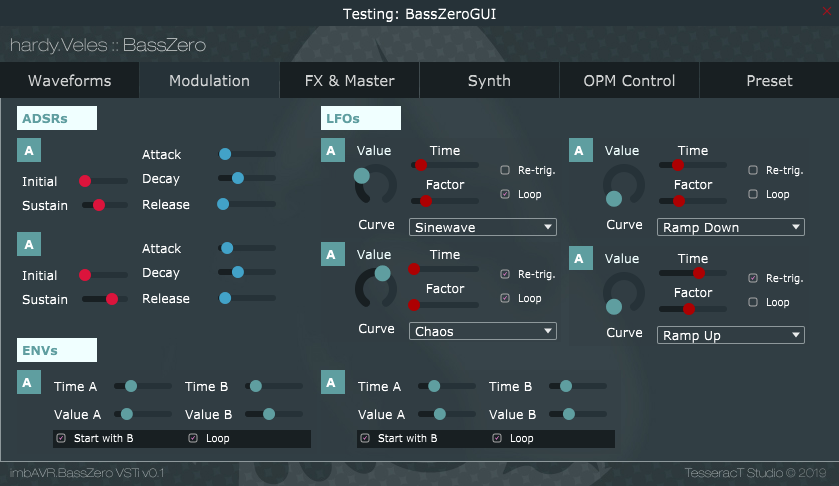 Testing: BassZeroGUI
hardy.Veles :: BassZero
Waveforms Modulation FX & Master Synth OPM Control Preset
ADSRs
A
Attack
Initial
Decay
Sustain
Release
A
Attack
Initial
Decay
Sustain
Release
LFOs
A
Value
Time
Re-trig.
Factor
Loop
Curve
Sinewave
A
Value
Time
Re-trig.
Factor
Loop
Curve
Ramp Down
A
Value
Time
Re-trig.
Factor
Loop
Curve
Chaos
A
Value
Time
Re-trig.
Factor
Loop
Curve
Ramp Up
ENVs
A
Time A
Time B
Value A
Value B
Start with B
Loop
A
Time A
Time B
Value A
Value B
Start with B
Loop
imbAVR.BassZero VSTi v0.1
TesseracT Studio © 2019